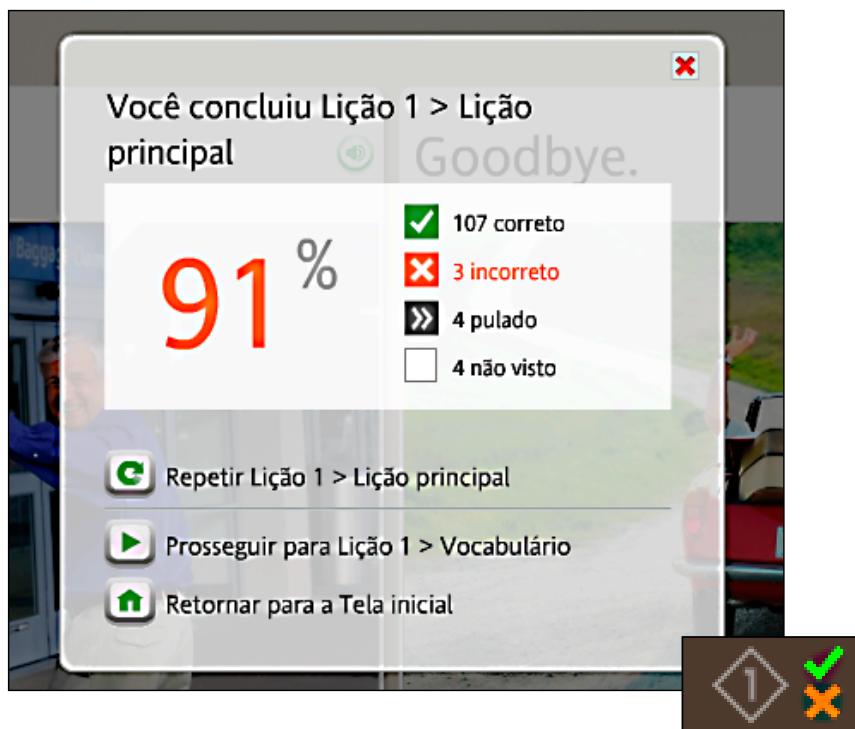 Você concluiu Lição 1 > Lição
principal
Goodbye.
Baggage
91%
107 correto
3 incorreto
4 pulado
4 não visto
Repetir Lição 1 > Lição principal
Prosseguir para Lição 1 > Vocabulário
Retornar para a Tela inicial
1